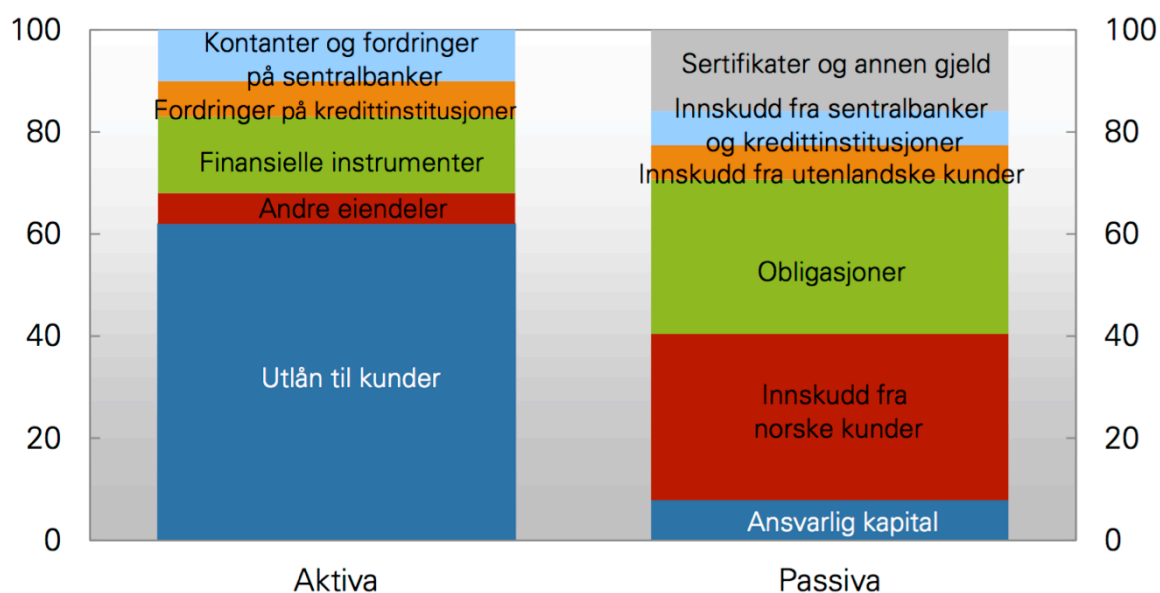 100
80
60
40
20
0
Kontanter og fordringer
på sentralbanker
Fordringer på kredittinstitusjoner
Finansielle instrumenter
Andre eiendeler
Utlån til kunder
Sertifikater og annen gjeld
Innskudd fra sentralbanker
og kredittinstitusjoner
Innskudd fra utenlandske kunder
Obligasjoner
Innskudd fra
norske kunder
Ansvarlig kapital
100
80
60
40
20
0
Aktiva
Passiva